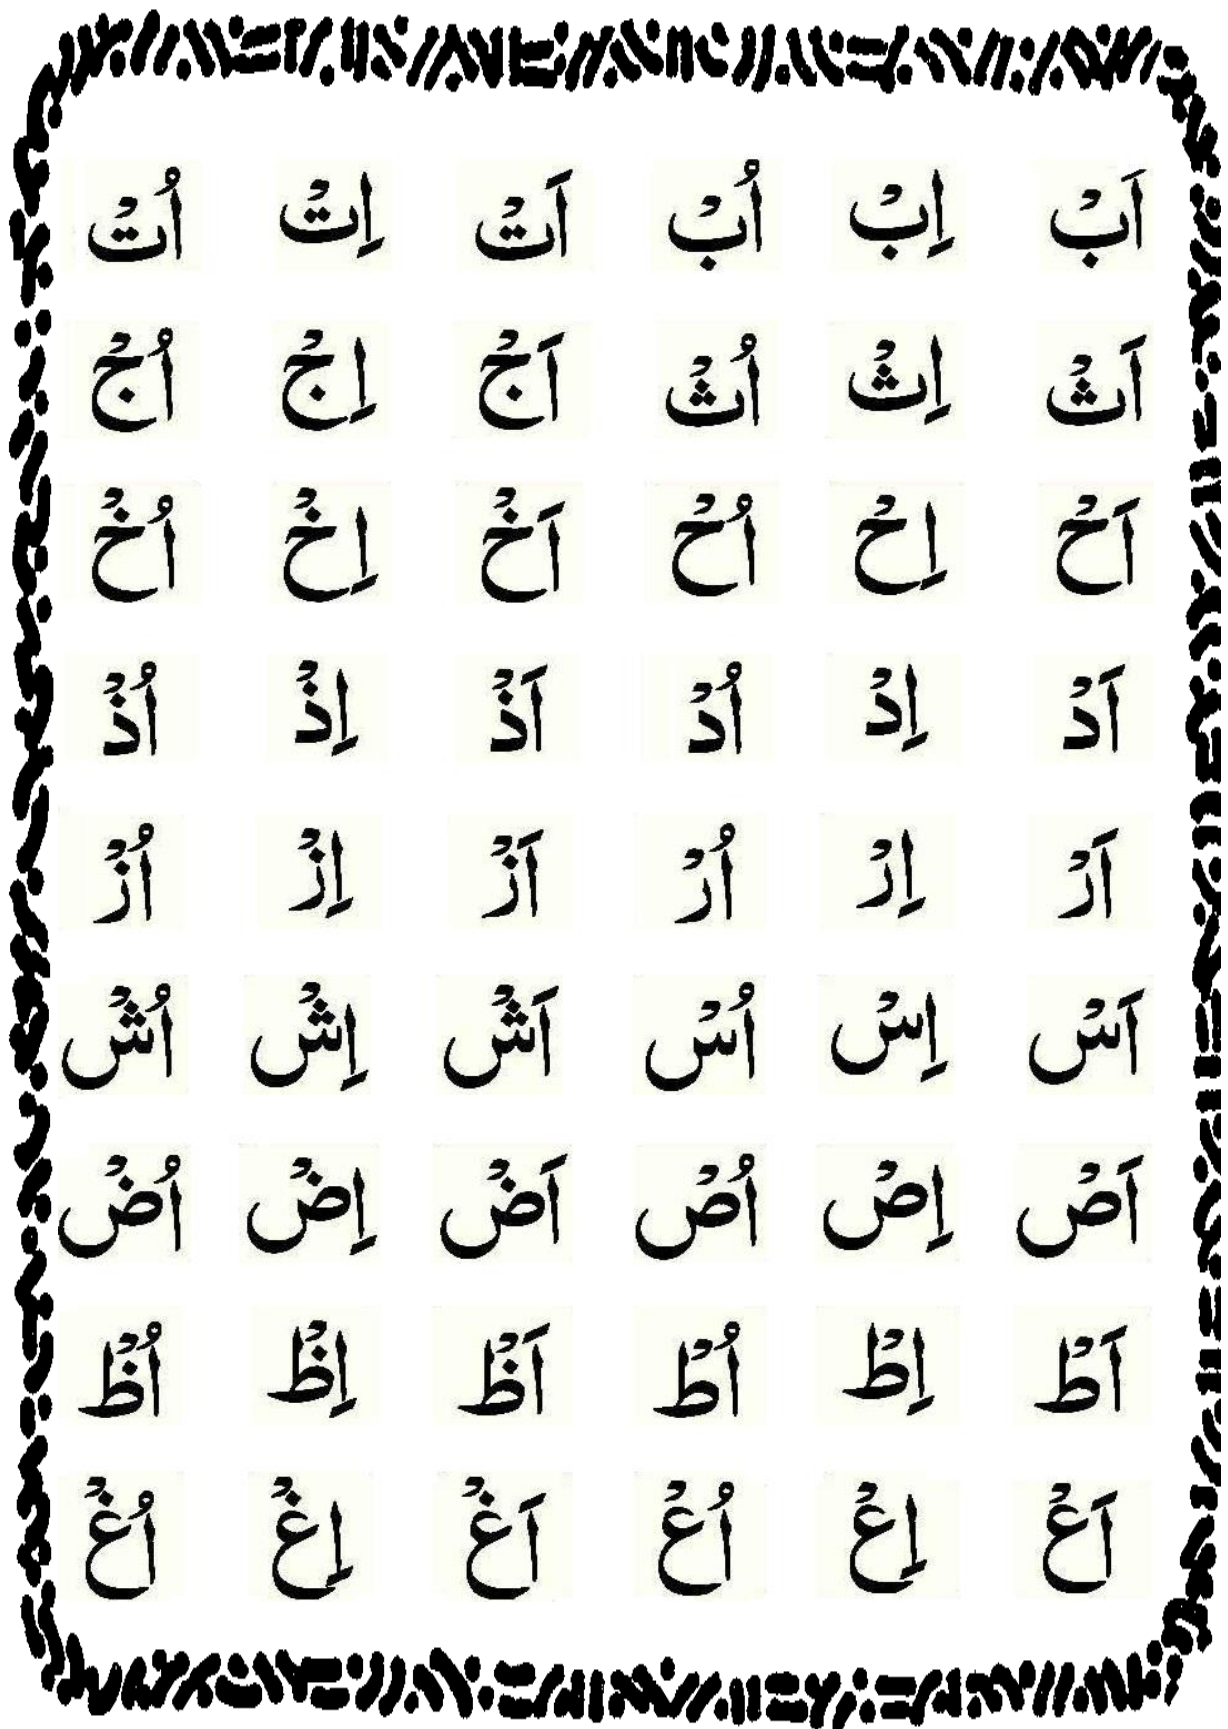 اَبْ اِبْ اُبْ اَتْ اِتْ اُتْ
اَثْ اِثْ اُثْ اَجْ اِجْ اُجْ
اَحْ اِحْ اُحْ اَخْ اِخْ اُخْ
اَدْ اِدْ اُدْ اَذْ اِذْ اُذْ
اَرْ اِرْ اُرْ اَزْ اِزْ اُزْ
اَسْ اِسْ اُسْ اَشْ اِشْ اُشْ
اَصْ اِصْ اُصْ اَضْ اِضْ اُضْ
اَطْ اِطْ اُطْ اَظْ اِظْ اُظْ
اَعْ اِعْ اُعْ اَغْ اِغْ اُغْ